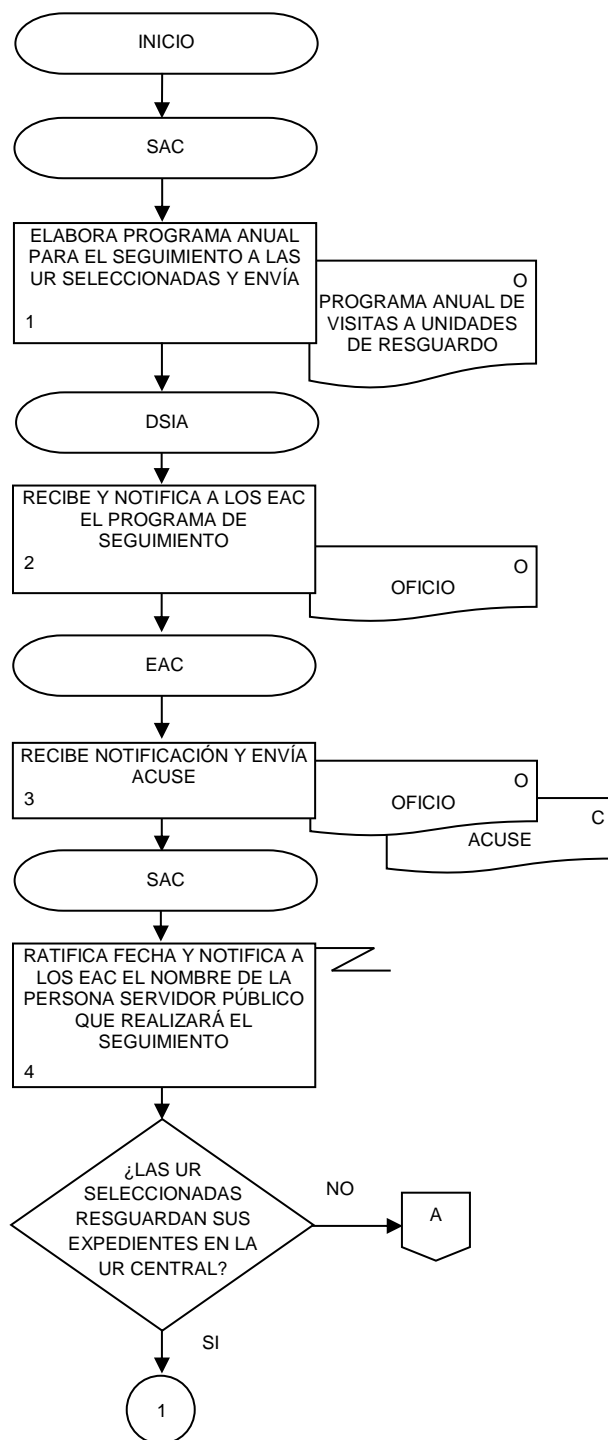 INICIO
SAC
ELABORA PROGRAMA ANUAL
PARA EL SEGUIMIENTO A LAS
UR SELECCIONADAS Y ENVÍA
1
O
PROGRAMA ANUAL DE
VISITAS A UNIDADES
DE RESGUARDO
DSIA
RECIBE Y NOTIFICA A LOS EAC
EL PROGRAMA DE
SEGUIMIENTO
2
O
OFICIO
EAC
RECIBE NOTIFICACIÓN Y ENVÍA
ACUSE
3
O
OFICIO
C
ACUSE
SAC
RATIFICA FECHA Y NOTIFICA A
LOS EAC EL NOMBRE DE LA
PERSONA SERVIDOR PÚBLICO
QUE REALIZARÁ EL
SEGUIMIENTO
4
¿LAS UR
SELECCIONADAS
RESGUARDAN SUS
EXPEDIENTES EN LA
UR CENTRAL?
NO
A
SI
1